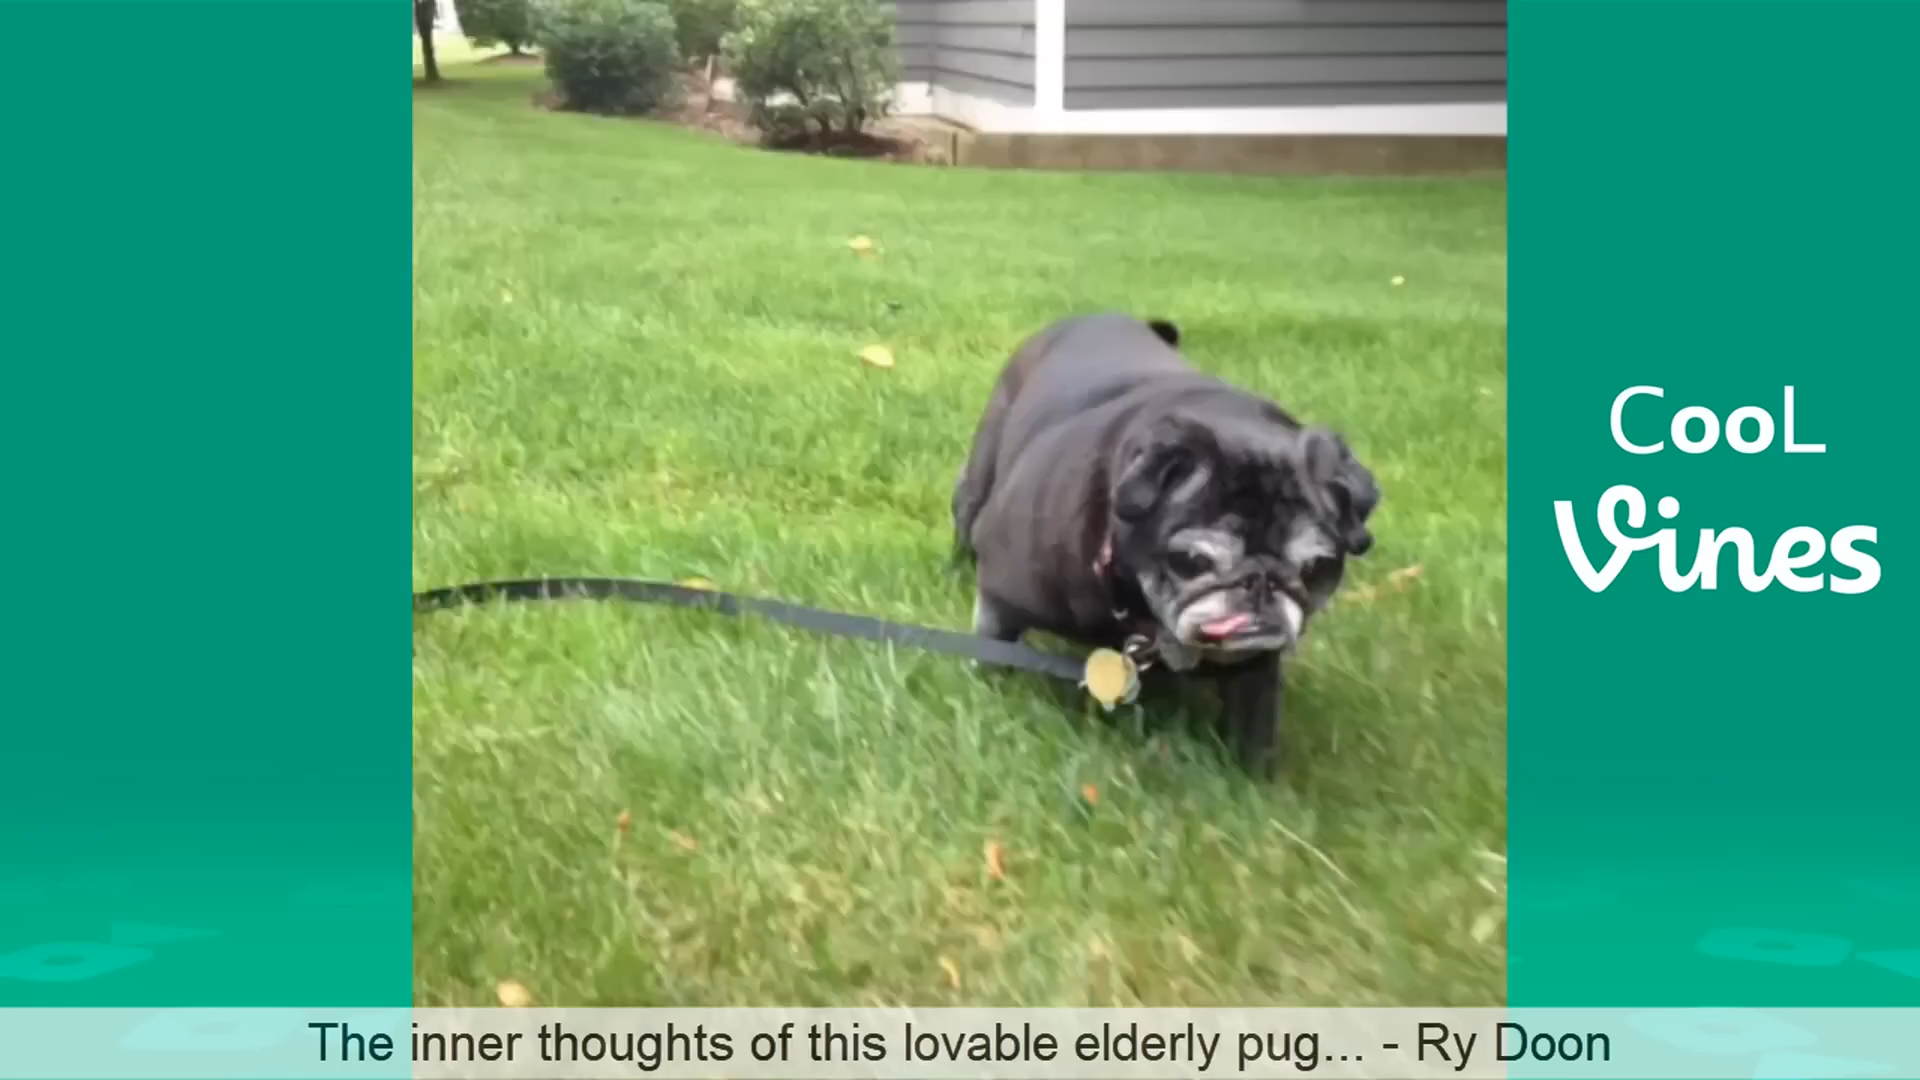 CooL
Vines
The inner thoughts of this lovable elderly pug... - Ry Doon